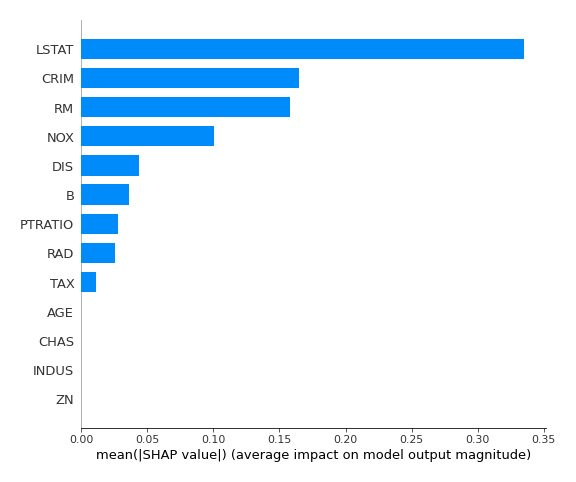 LSTAT
CRIM
RM
NOX
DIS
B
PTRATIO
RAD
TAX
AGE
CHAS
INDUS
ZN
0.00 0.05 0.10 0.15 0.20 0.25 0.30 0.35
mean(|SHAP value|) (average impact on model output magnitude)